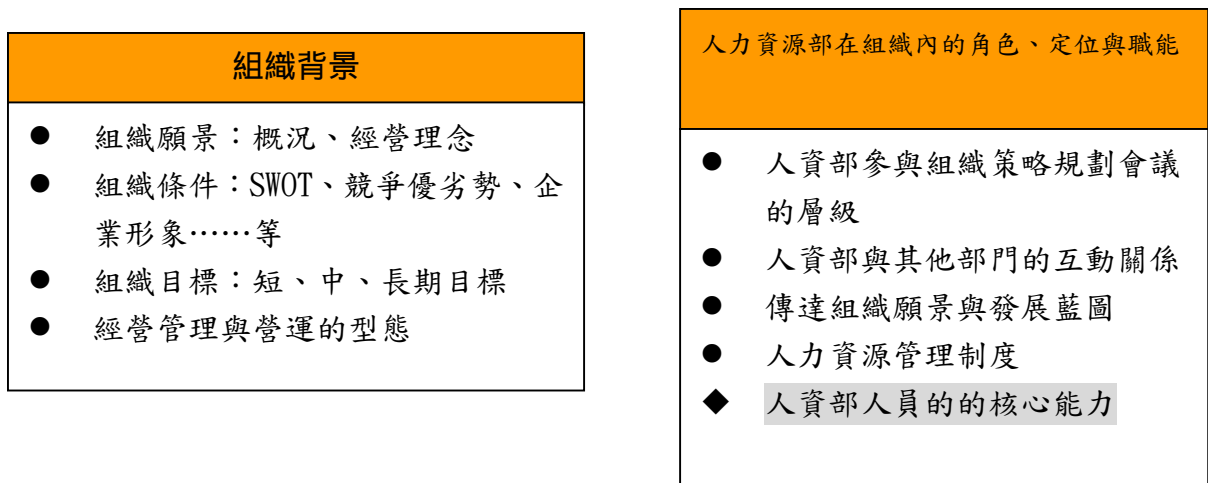 組織背景
● 組織願景：概況、經營理念
● 組織條件：SWOT、競爭優劣勢、企
業形象……等
● 組織目標：短、中、長期目標
● 經營管理與營運的型態
人力資源部在組織內的角色、定位與職能
● 人資部參與組織策略規劃會議
的層級
● 人資部與其他部門的互動關係
● 傳達組織願景與發展藍圖
● 人力資源管理制度
◆ 人資部人員的的核心能力